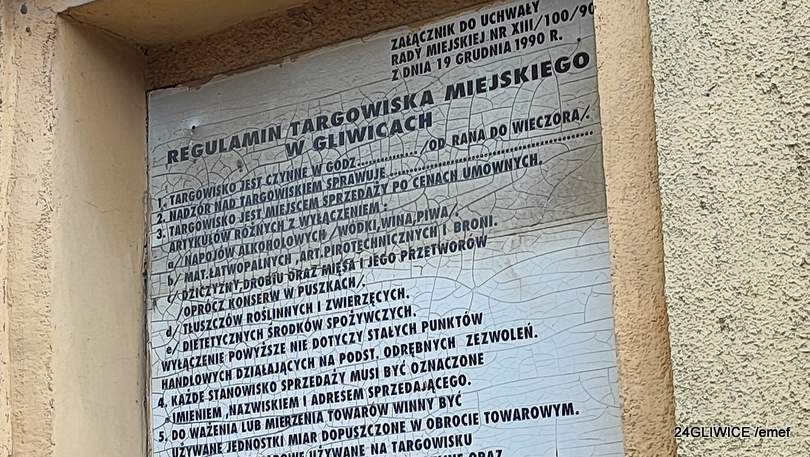 ZAŁĄCZNIK DO UCHWAŁY
RADY MIEJSKIEJ NR XIII/100/90
Z DNIA 19 GRUDNIA 1990 R.
REGULAMIN TARGOWISKA MIEJSKIEGO
W GLIWICACH
1. TARGOWISKO JEST CZYNNE W GODZ............... /OD RANA DO WIECZORA/.
2. NADZÓR NAD TARGOWISKIEM SPRAWUJE..................................................
3. TARGOWISKO JEST MIEJSCEM SPRZEDAŻY PO CENACH UMOWNYCH.
ARTYKUŁÓW RÓŻNYCH Z WYŁĄCZENIEM :
a/ NAPOJÓW ALKOHOLOWYCH /WÓDKI,WINA,PIWA/.
b/ MAT.ŁATWOPALNYCH ,ART.PIROTECHNICZNYCH I BRONI.
c/ DZICZYZNY,DROBIU ORAZ MIĘSA I JEGO PRZETWORÓW
/OPRÓCZ KONSERW W PUSZKACH/.
d/ TŁUSZCZÓW ROŚLINNYCH I ZWIERZĘCYCH.
e/ DIETETYCZNYCH ŚRODKÓW SPOŻYWCZYCH.
WYŁĄCZENIE POWYŻSZE NIE DOTYCZY STAŁYCH PUNKTÓW
HANDLOWYCH DZIAŁAJĄCYCH NA PODST. ODRĘBNYCH ZEZWOLEŃ.
4. KAŻDE STANOWISKO SPRZEDAŻY MUSI BYĆ OZNACZONE
IMIENIEM ,NAZWISKIEM I ADRESEM SPRZEDAJĄCEGO.
5. DO WAŻENIA LUB MIERZENIA TOWARÓW WINNY BYĆ
UŻYWANE JEDNOSTKI MIAR DOPUSZCZONE W OBROCIE TOWAROWYM.
UŻYWANE NA TARGOWISKU
ORAZ
24GLIWICE /emef